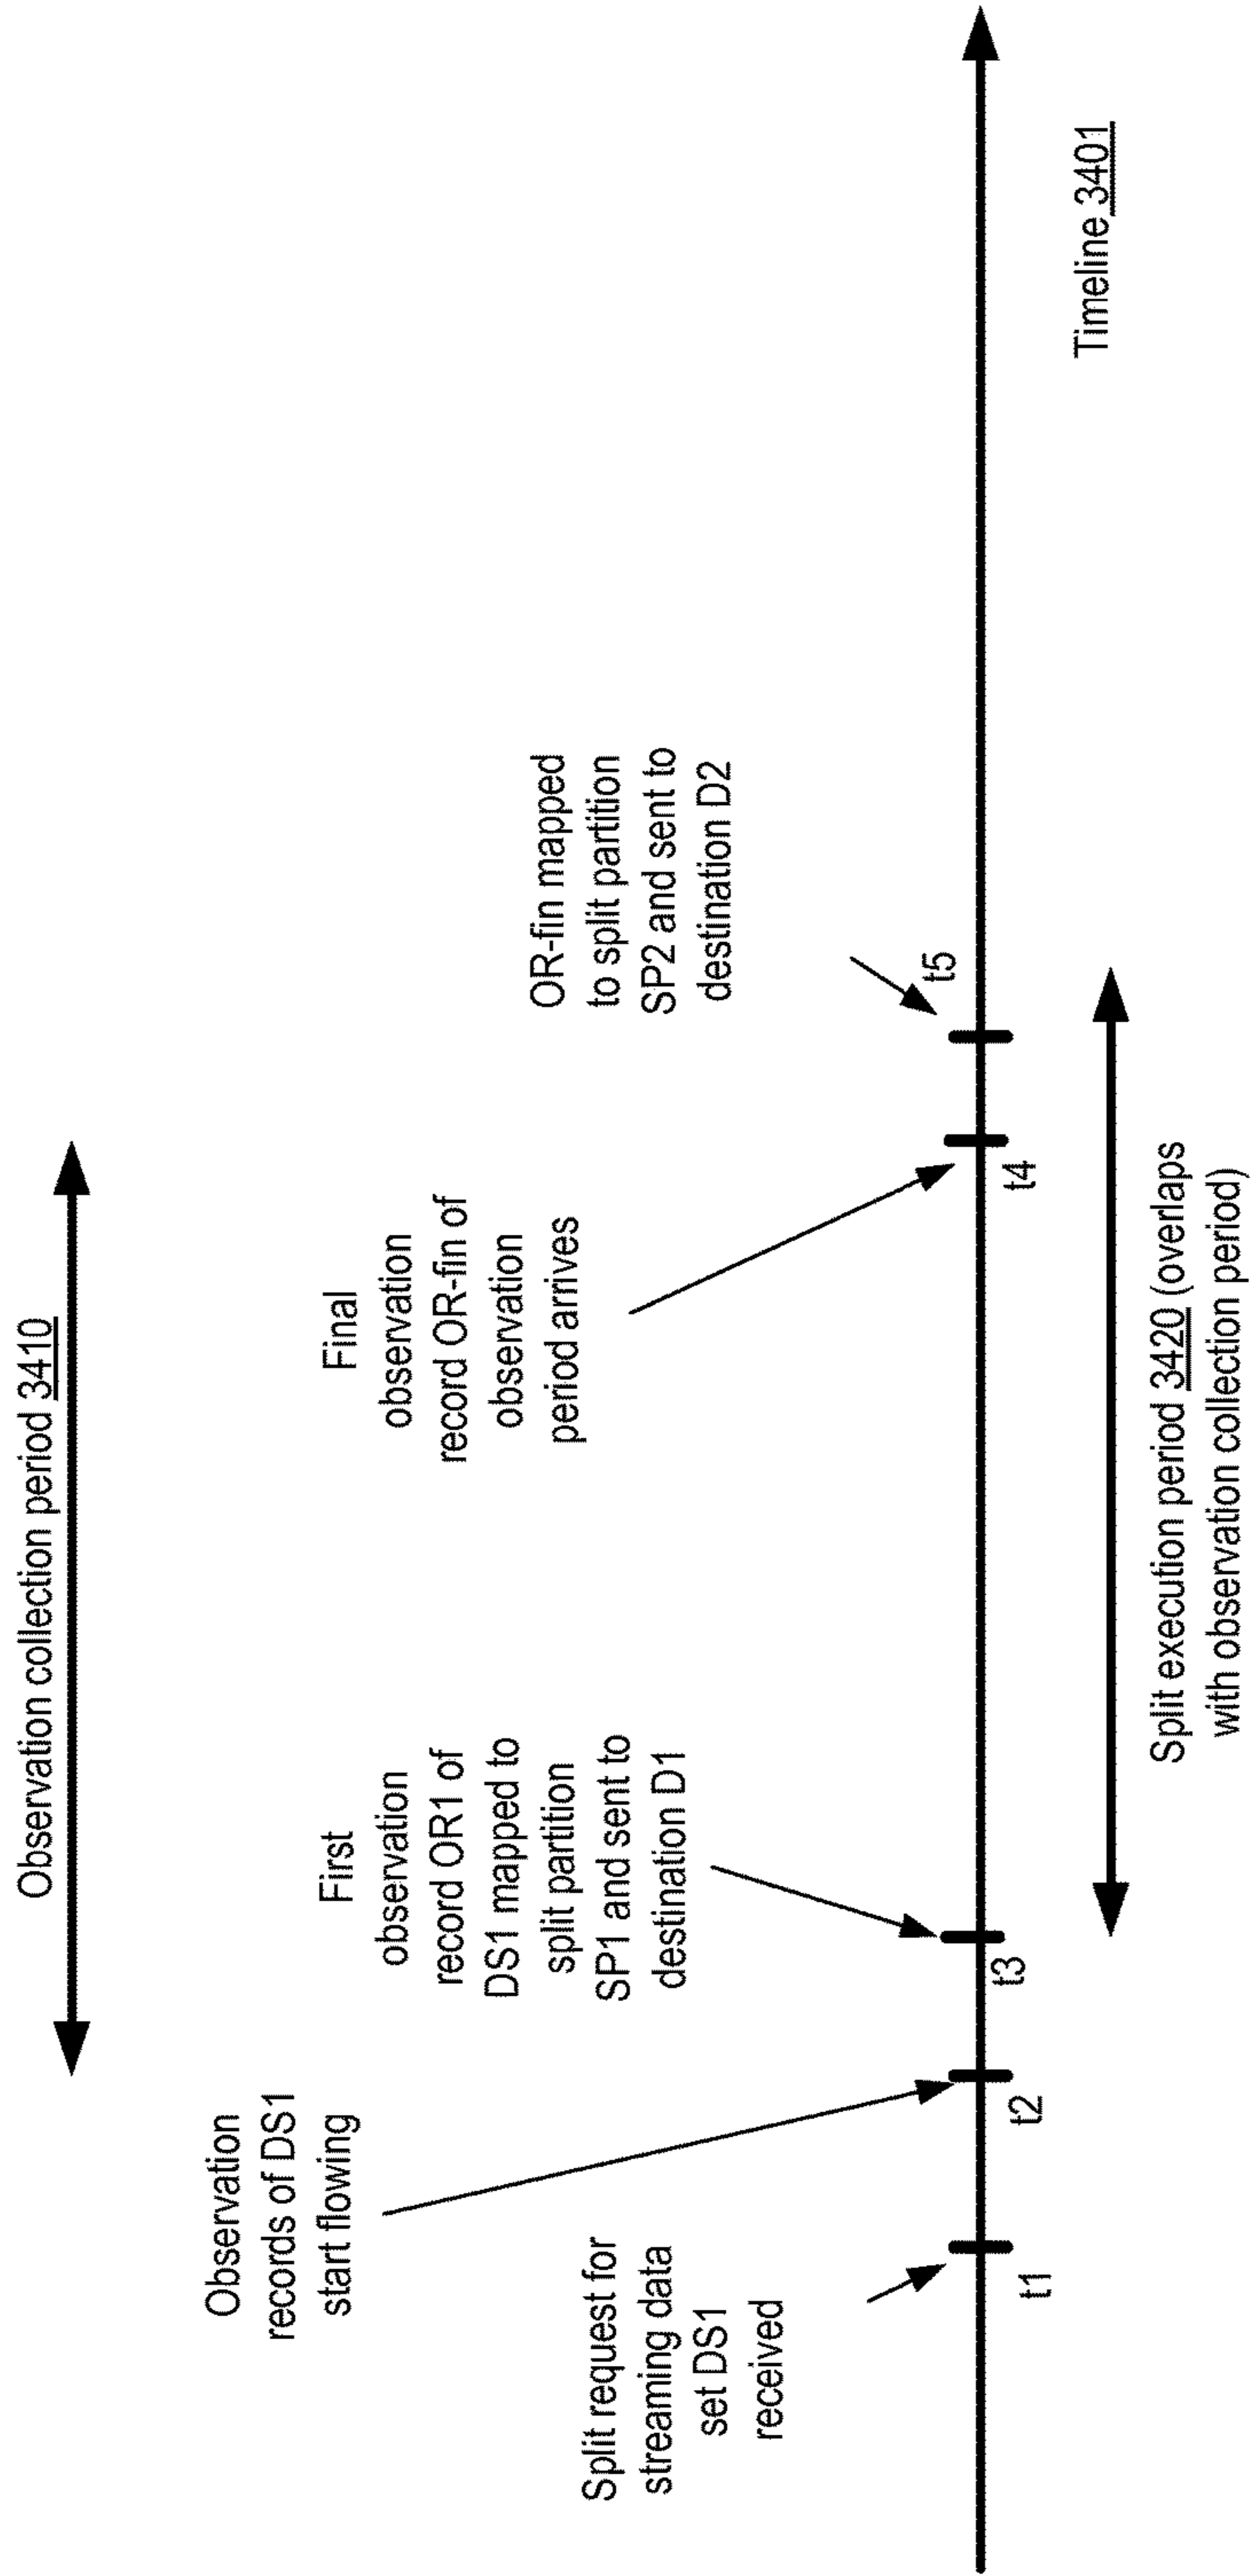 Observation collection period 3410
Observation
records of DS1
start flowing
Split request for
streaming data
set DS1
received
First
observation
record OR1 of
DS1 mapped to
split partition
SP1 and sent to
destination D1
Final
observation
record OR-fin of
observation
period arrives
OR-fin mapped
to split partition
SP2 and sent to
destination D2
t1
t2
t3
t4
t5
Timeline 3401
Split execution period 3420 (overlaps
with observation collection period)